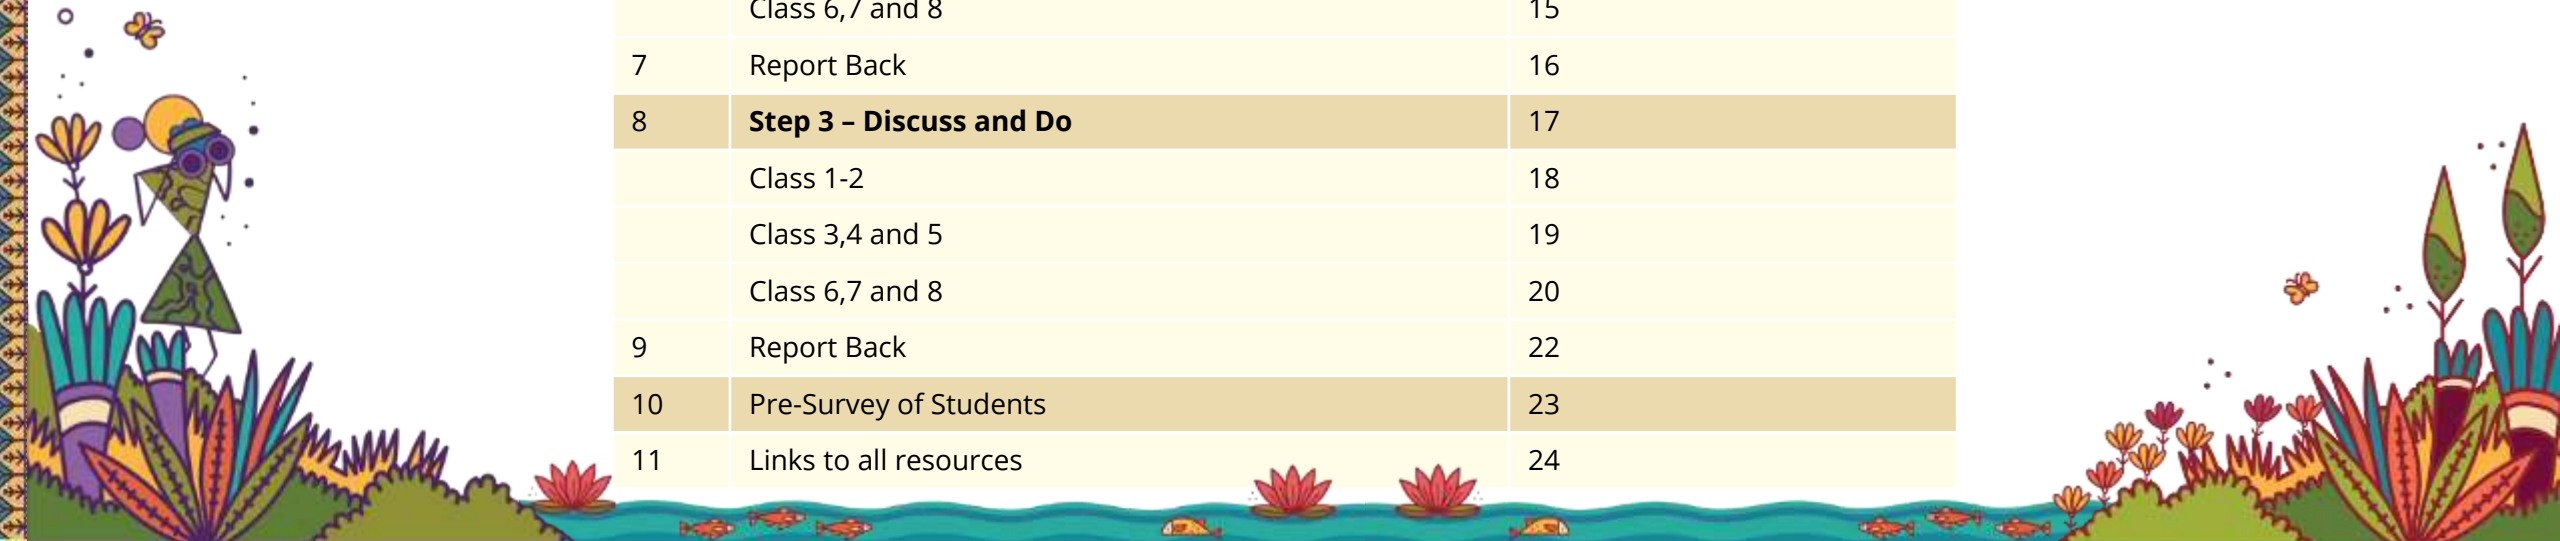 Class 6,7 and 8 15
7 Report Back 16
8 Step 3 – Discuss and Do 17
Class 1-2 18
Class 3,4 and 5 19
Class 6,7 and 8 20
9 Report Back 22
10 Pre-Survey of Students 23
11 Links to all resources 24